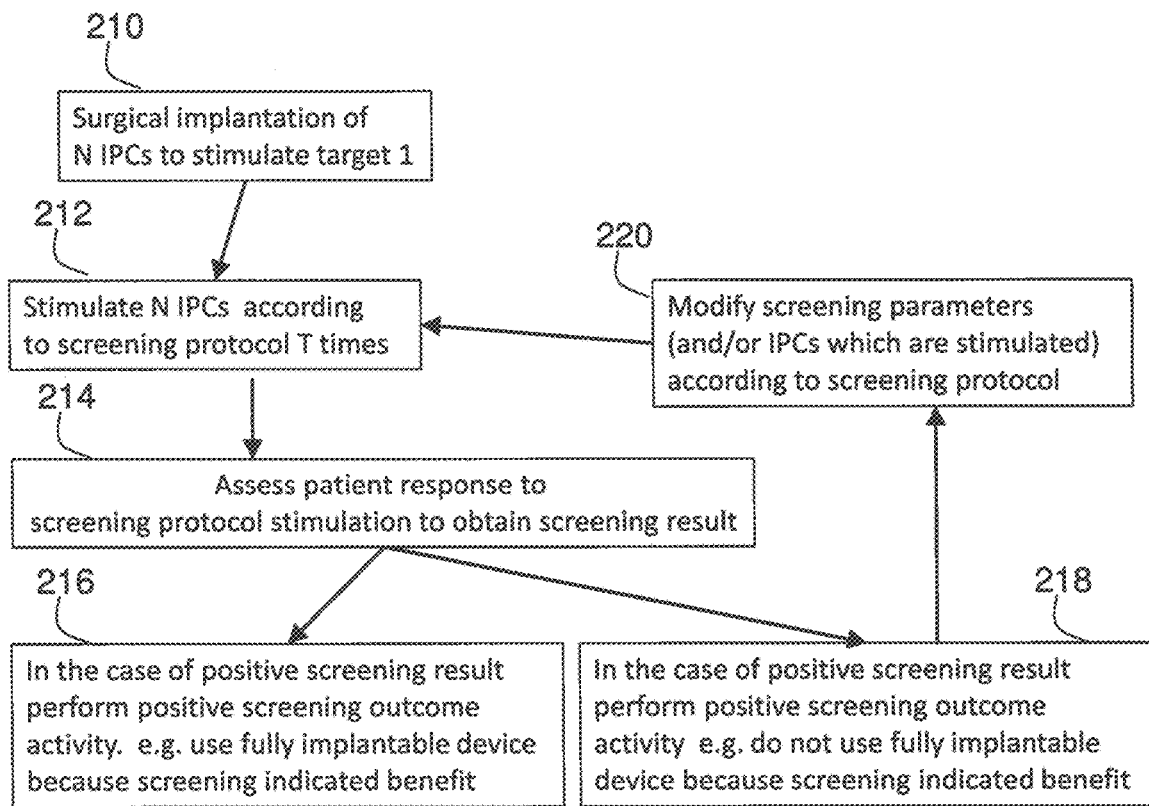 210
Surgical implantation of
N IPCs to stimulate target 1
212
Stimulate N IPCs according
to screening protocol T times
220
Modify screening parameters
(and/or IPCs which are stimulated)
according to screening protocol
214
Assess patient response to
screening protocol stimulation to obtain screening result
216
In the case of positive screening result
perform positive screening outcome
activity. e.g. use fully implantable device
because screening indicated benefit
218
In the case of positive screening result
perform positive screening outcome
activity e.g. do not use fully implantable
device because screening indicated benefit